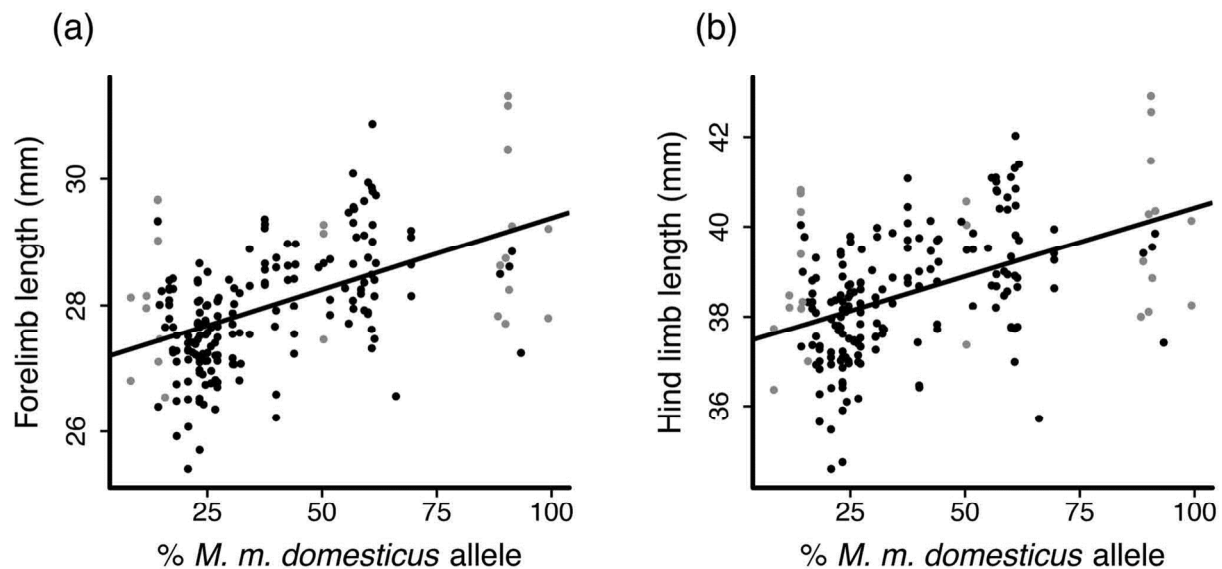 (a)
Forelimb length (mm)
30
28
26
25
50
75
100
% M. m. domesticus allele
(b)
Hind limb length (mm)
42
40
38
36
25
50
75
100
% M. m. domesticus allele